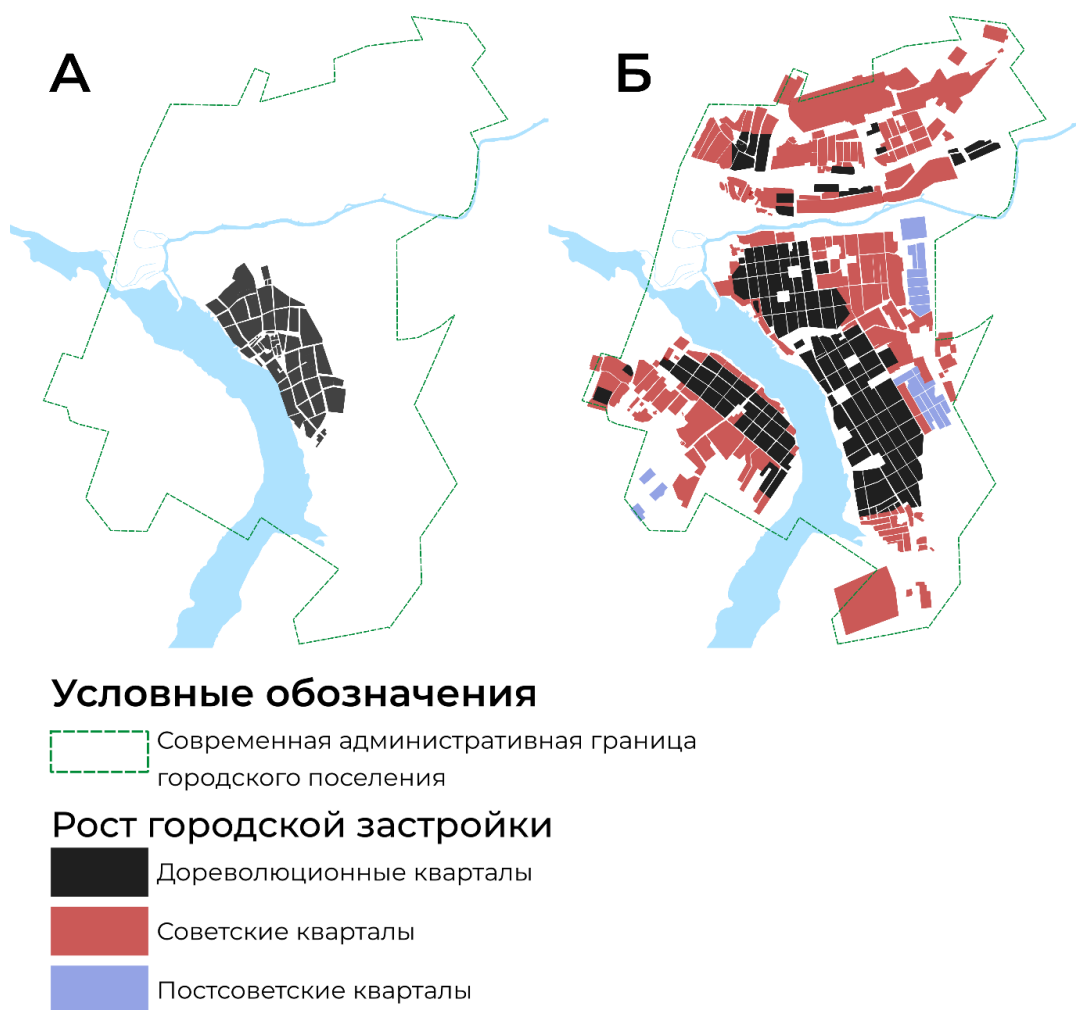 А
Б
Условные обозначения
Современная административная граница
городского поселения
Рост городской застройки
Дореволюционные кварталы
Советские кварталы
Постсоветские кварталы